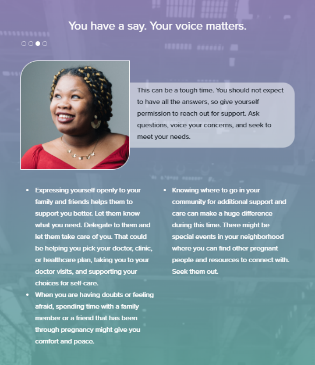 You have a say. Your voice matters.
This can be a tough time. You should not expect
to have all the answers, so give yourself
permission to reach out for support. Ask
questions, voice your concerns, and seek to
meet your needs.
• Expressing yourself openly to your
family and friends helps them to
support you better. Let them know
what you need. Delegate to them and
let them take care of you. That could
be helping you pick your doctor, clinic,
or healthcare plan, taking you to your
doctor visits, and supporting your
choices for self-care.
• When you are having doubts or feeling
afraid, spending time with a family
member or a friend that has been
through pregnancy might give you
comfort and peace.
• Knowing where to go in your
community for additional support and
care can make a huge difference
during this time. There might be
special events in your neighborhood
where you can find other pregnant
people and resources to connect with.
Seek them out.